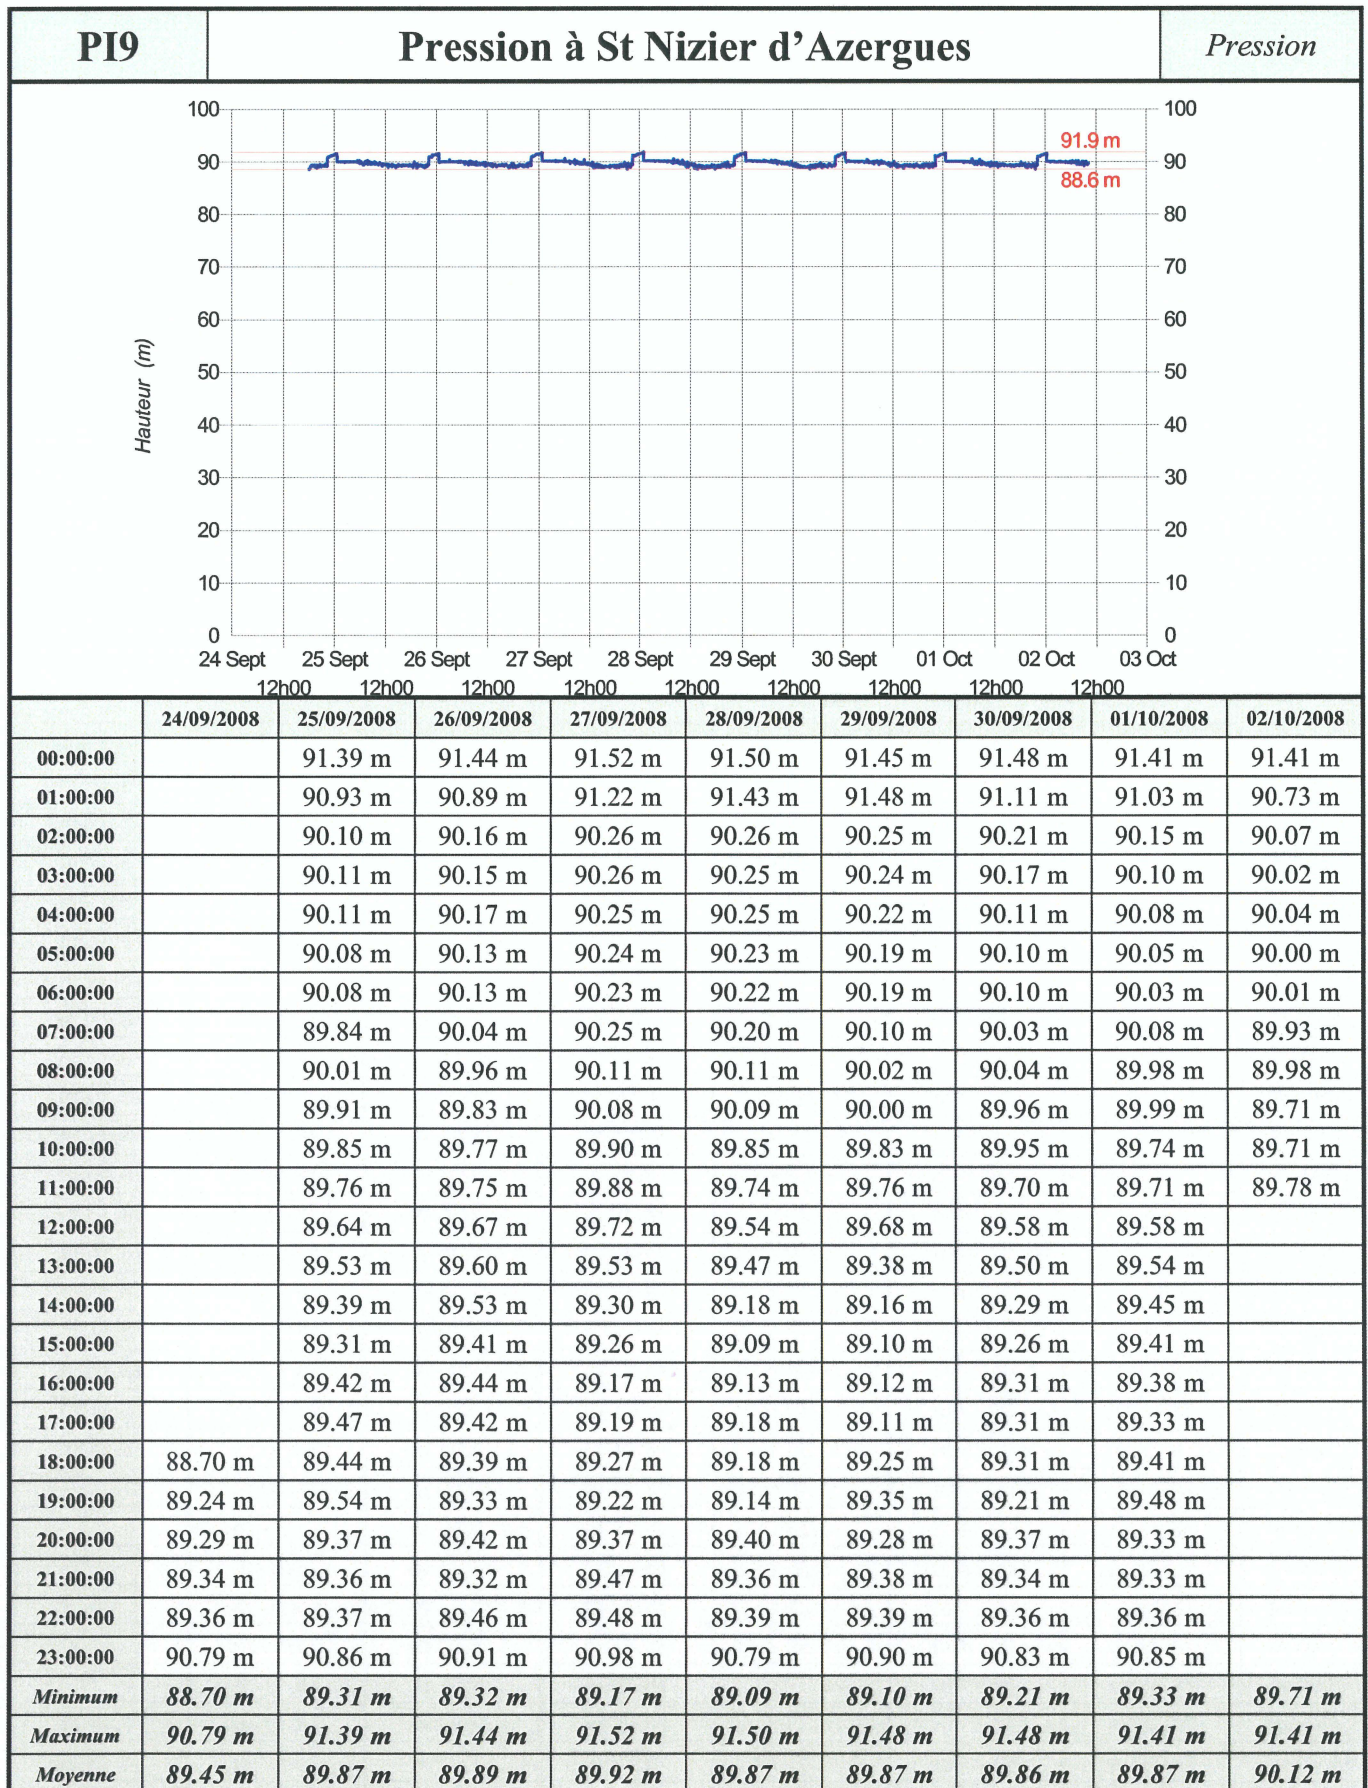 PI9 Pression à St Nizier d'Azergues Pression
100 100
91.9 m
90 90
88.6 m
80 80
70 70
60 60
Hauteur (m)
50 50
40 40
30 30
20 20
10 10
0 0
24 Sept 25 Sept 26 Sept 27 Sept 28 Sept 29 Sept 30 Sept 01 Oct 02 Oct 03 Oct
12h00 12h00 12h00 12h00 12h00 12h00 12h00 12h00 12h00
24/09/2008 25/09/2008 26/09/2008 27/09/2008 28/09/2008 29/09/2008 30/09/2008 01/10/2008 02/10/2008
00:00:00 91.39 m 91.44 m 91.52 m 91.50 m 91.45 m 91.48 m 91.41 m 91.41 m
01:00:00 90.93 m 90.89 m 91.22 m 91.43 m 91.48 m 91.11 m 91.03 m 90.73 m
02:00:00 90.10 m 90.16 m 90.26 m 90.26 m 90.25 m 90.21 m 90.15 m 90.07 m
03:00:00 90.11 m 90.15 m 90.26 m 90.25 m 90.24 m 90.17 m 90.10 m 90.02 m
04:00:00 90.11 m 90.17 m 90.25 m 90.25 m 90.22 m 90.11 m 90.08 m 90.04 m
05:00:00 90.08 m 90.13 m 90.24 m 90.23 m 90.19 m 90.10 m 90.05 m 90.00 m
06:00:00 90.08 m 90.13 m 90.23 m 90.22 m 90.19 m 90.10 m 90.03 m 90.01 m
07:00:00 89.84 m 90.04 m 90.25 m 90.20 m 90.10 m 90.03 m 90.08 m 89.93 m
08:00:00 90.01 m 89.96 m 90.11 m 90.11 m 90.02 m 90.04 m 89.98 m 89.98 m
09:00:00 89.91 m 89.83 m 90.08 m 90.09 m 90.00 m 89.96 m 89.99 m 89.71 m
10:00:00 89.85 m 89.77 m 89.90 m 89.85 m 89.83 m 89.95 m 89.74 m 89.71 m
11:00:00 89.76 m 89.75 m 89.88 m 89.74 m 89.76 m 89.70 m 89.71 m 89.78 m
12:00:00 89.64 m 89.67 m 89.72 m 89.54 m 89.68 m 89.58 m 89.58 m
13:00:00 89.53 m 89.60 m 89.53 m 89.47 m 89.38 m 89.50 m 89.54 m
14:00:00 89.39 m 89.53 m 89.30 m 89.18 m 89.16 m 89.29 m 89.45 m
15:00:00 89.31 m 89.41 m 89.26 m 89.09 m 89.10 m 89.26 m 89.41 m
16:00:00 89.42 m 89.44 m 89.17 m 89.13 m 89.12 m 89.31 m 89.38 m
17:00:00 89.47 m 89.42 m 89.19 m 89.18 m 89.11 m 89.31 m 89.33 m
18:00:00 88.70 m 89.44 m 89.39 m 89.27 m 89.18 m 89.25 m 89.31 m 89.41 m
19:00:00 89.24 m 89.54 m 89.33 m 89.22 m 89.14 m 89.35 m 89.21 m 89.48 m
20:00:00 89.29 m 89.37 m 89.42 m 89.37 m 89.40 m 89.28 m 89.37 m 89.33 m
21:00:00 89.34 m 89.36 m 89.32 m 89.47 m 89.36 m 89.38 m 89.34 m 89.33 m
22:00:00 89.36 m 89.37 m 89.46 m 89.48 m 89.39 m 89.39 m 89.36 m 89.36 m
23:00:00 90.79 m 90.86 m 90.91 m 90.98 m 90.79 m 90.90 m 90.83 m 90.85 m
Minimum 88.70 m 89.31 m 89.32 m 89.17 m 89.09 m 89.10 m 89.21 m 89.33 m 89.71 m
Maximum 90.79 m 91.39 m 91.44 m 91.52 m 91.50 m 91.48 m 91.48 m 91.41 m 91.41 m
Moyenne 89.45 m 89.87 m 89.89 m 89.92 m 89.87 m 89.87 m 89.86 m 89.87 m 90.12 m